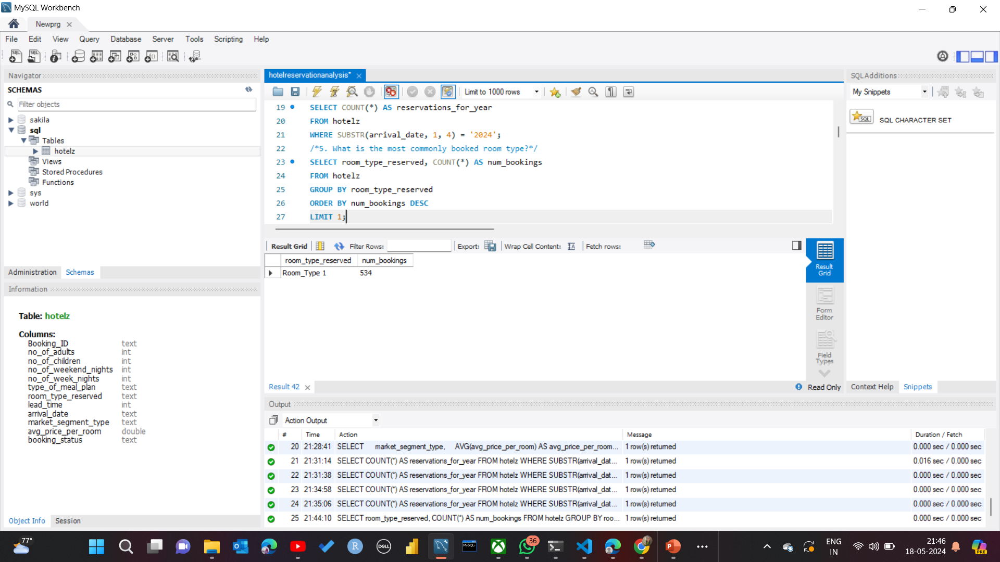 MySQL Workbench
Newprg
File Edit View Query Database Server Tools Scripting Help
Navigator
SCHEMAS
Filter objects
sakila
sql
Tables
hotelz
Views
Stored Procedures
Functions
sys
world
Administration Schemas
Information
Table: hotelz
Columns:
Booking_ID text
no_of_adults int
no_of_children int
no_of_weekend_nights int
no_of_week_nights int
type_of_meal_plan text
room_type_reserved text
lead_time int
arrival_date text
market_segment_type text
avg_price_per_room double
booking_status text
Object Info Session
hotelreservationanalysis*
Limit to 1000 rows
19 SELECT COUNT(*) AS reservations_for_year
20 FROM hotelz
21 WHERE SUBSTR(arrival_date, 1, 4) = '2024';
22 /*5. What is the most commonly booked room type?*/
23 SELECT room_type_reserved, COUNT(*) AS num_bookings
24 FROM hotelz
25 GROUP BY room_type_reserved
26 ORDER BY num_bookings DESC
27 LIMIT 1;
Result Grid Filter Rows: Export: Wrap Cell Content: Fetch rows:
room_type_reserved num_bookings
Room_Type 1 534
Result
Grid
Form
Editor
Field
Types
Result 42
Read Only
SQLAdditions
My Snippets
SQL
SQL CHARACTER SET
Context Help Snippets
Output
Action Output
# Time Action Message Duration / Fetch
20 21:28:41 SELECT market_segment_type, AVG(avg_price_per_room) AS avg_price_per_room... 1 row(s) returned 0.000 sec / 0.000 sec
21 21:31:14 SELECT COUNT(*) AS reservations_for_year FROM hotelz WHERE SUBSTR(arrival_dat... 1 row(s) returned 0.016 sec / 0.000 sec
22 21:31:38 SELECT COUNT(*) AS reservations_for_year FROM hotelz WHERE SUBSTR(arrival_dat... 1 row(s) returned 0.000 sec / 0.000 sec
23 21:34:58 SELECT COUNT(*) AS reservations_for_year FROM hotelz WHERE SUBSTR(arrival_dat... 1 row(s) returned 0.000 sec / 0.000 sec
24 21:35:06 SELECT COUNT(*) AS reservations_for_year FROM hotelz WHERE SUBSTR(arrival_dat... 1 row(s) returned 0.000 sec / 0.000 sec
25 21:44:10 SELECT room_type_reserved, COUNT(*) AS num_bookings FROM hotelz GROUP BY roo... 1 row(s) returned 0.000 sec / 0.000 sec
77°
R
DELL
MySQL
36
P
ENG
IN
21:46
18-05-2024
PRE